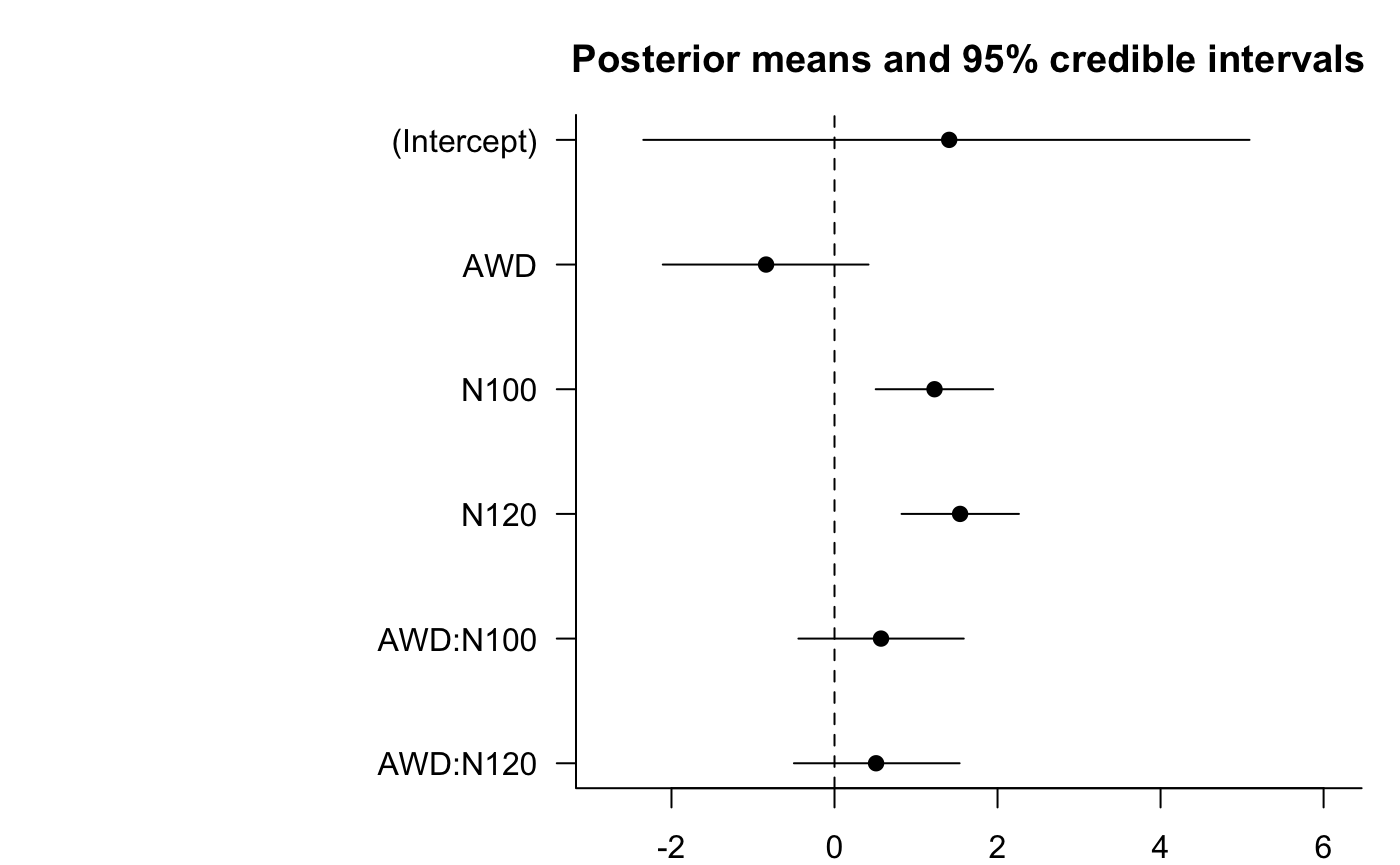 Posterior means and 95% credible intervals
(Intercept)
AWD
N100
N120
AWD:N100
AWD:N120
-2 0 2 4 6